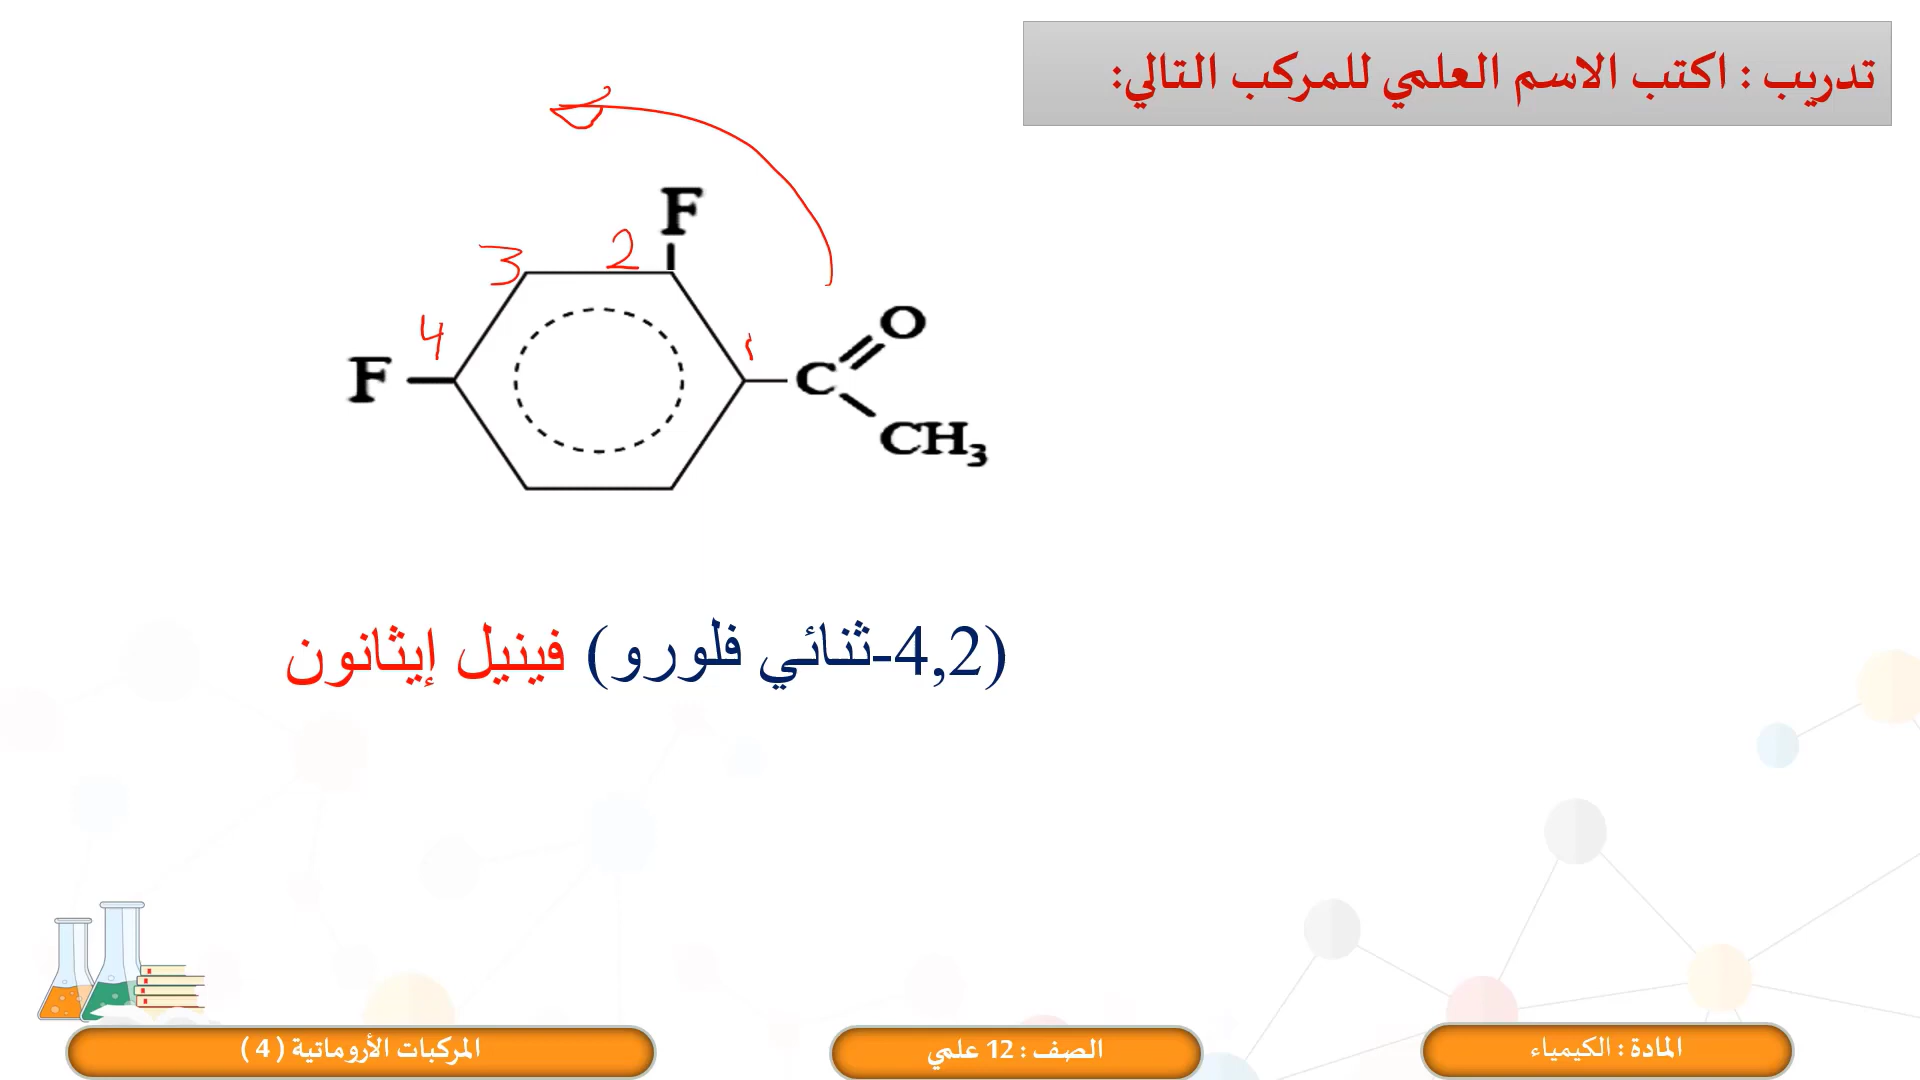 تدريب : اكتب الاسم العلمي للمركب التالي:
F
2
3
O
4
1
F
C
CH₃
(4,2-ثنائي فلورو) فينيل إيثانون
المادة : الكيمياء
الصف : 12 علمي
المركبات الأروماتية ( 4 )